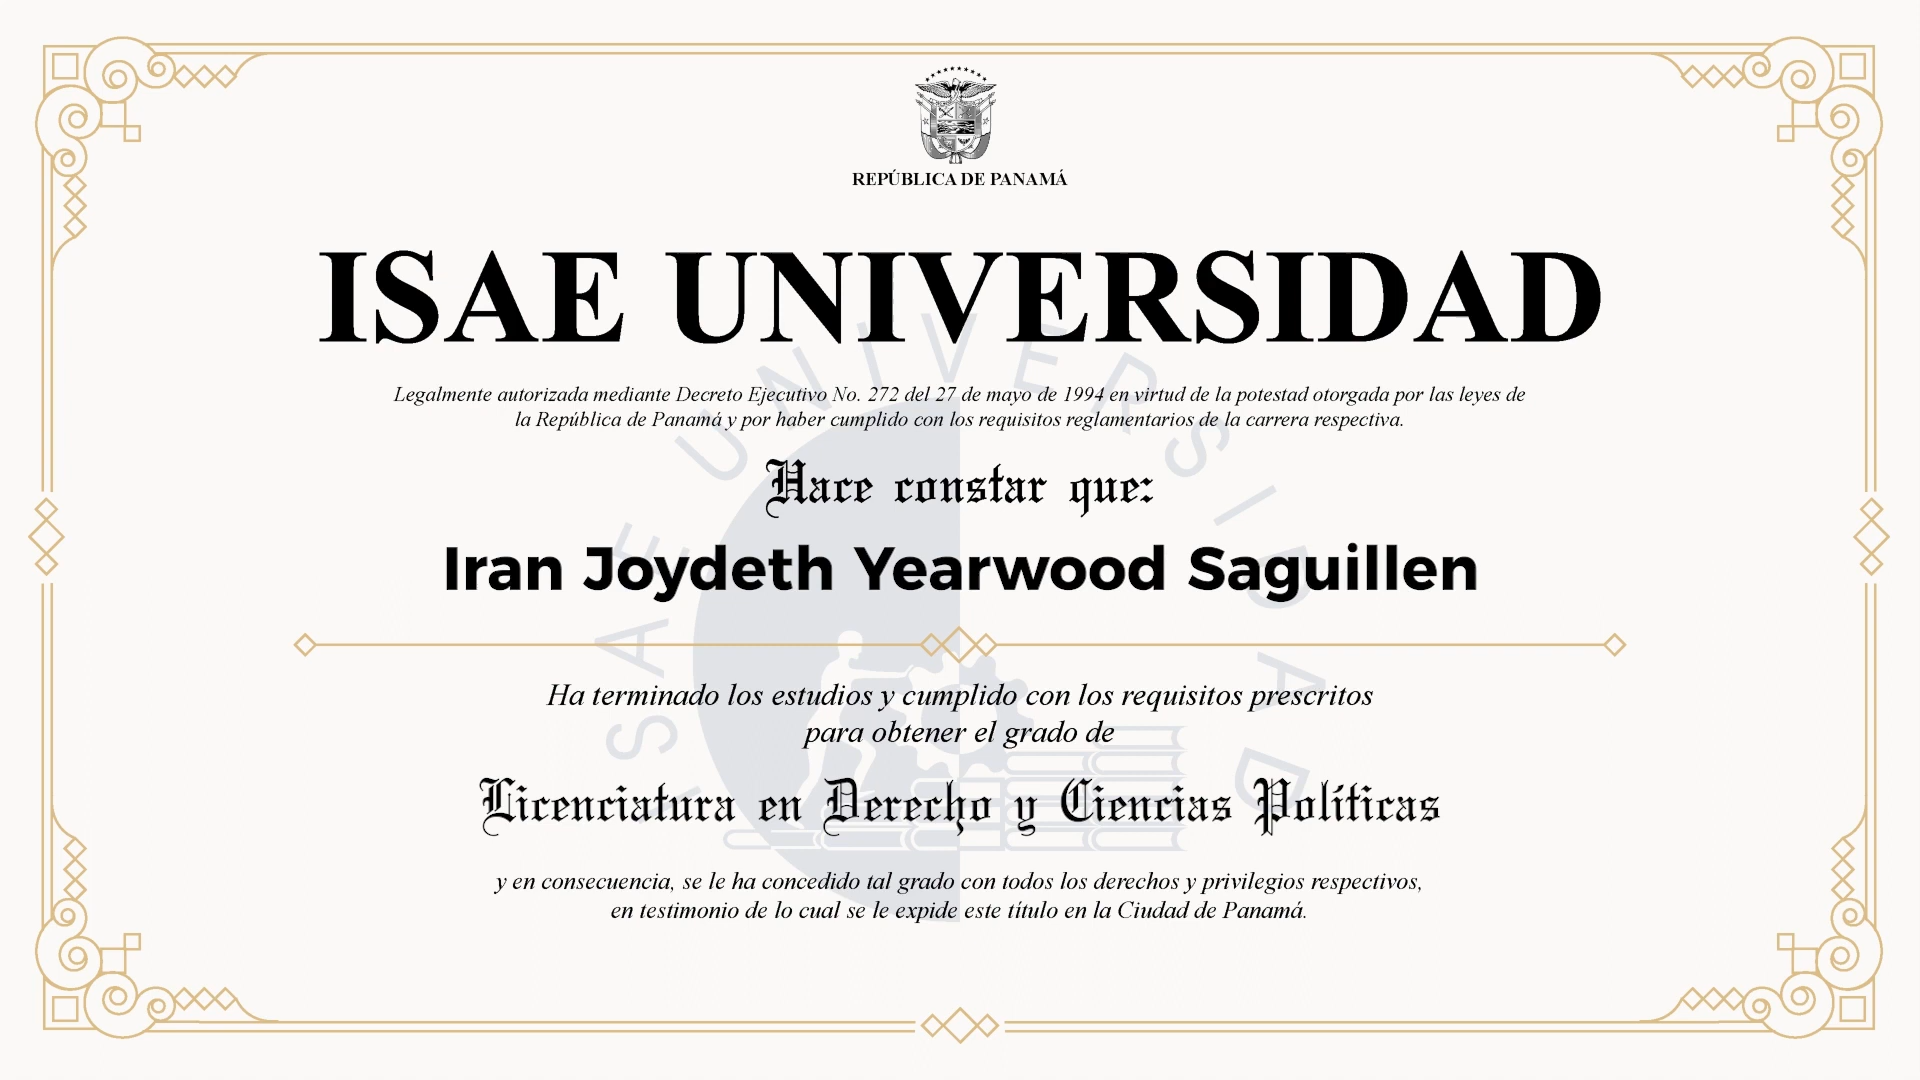 REPÚBLICA DE PANAMÁ
ISAE UNIVERSIDAD
Legalmente autorizada mediante Decreto Ejecutivo No. 272 del 27 de mayo de 1994 en virtud de la potestad otorgada por las leyes de
la República de Panamá y por haber cumplido con los requisitos reglamentarios de la carrera respectiva.
Hace constar que:
Iran Joydeth Yearwood Saguillen
Ha terminado los estudios y cumplido con los requisitos prescritos
para obtener el grado de
Licenciatura en Derecho y Ciencias Políticas
y en consecuencia, se le ha concedido tal grado con todos los derechos y privilegios respectivos,
en testimonio de lo cual se le expide este título en la Ciudad de Panamá.
ISAE UNIVERSIDAD